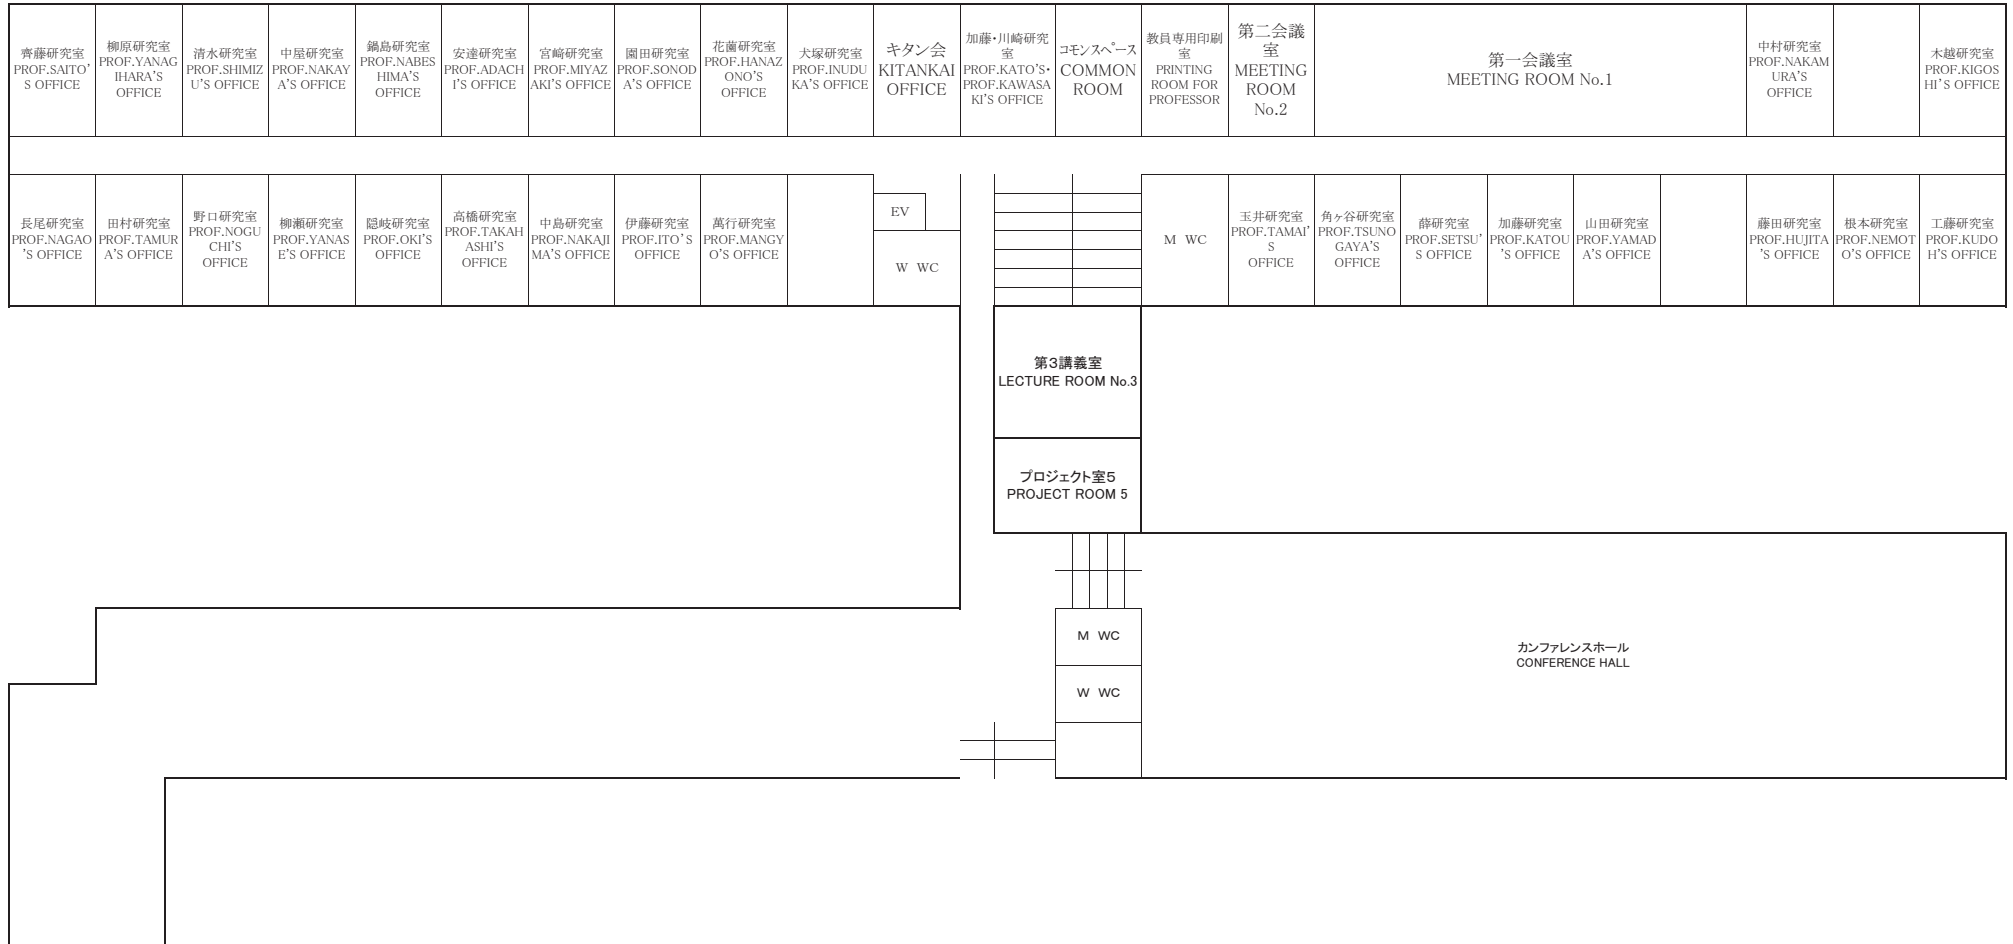 齊藤研究室
PROF.SAITO'
S OFFICE
柳原研究室
PROF.YANAG
IHARA'S
OFFICE
清水研究室
PROF.SHIMIZ
U'S OFFICE
中屋研究室
PROF.NAKAY
A'S OFFICE
鍋島研究室
PROF.NABES
HIMA'S
OFFICE
安達研究室
PROF.ADACH
I'S OFFICE
宮﨑研究室
PROF.MIYAZ
AKI'S OFFICE
園田研究室
PROF.SONOD
A'S OFFICE
花薗研究室
PROF.HANAZ
ONO'S
OFFICE
犬塚研究室
PROF.INUDU
KA'S OFFICE
キタン会
KITANKAI
OFFICE
加藤・川崎研究
室
PROF.KATO'S・
PROF.KAWASA
KI'S OFFICE
コモンスペース
COMMON
ROOM
教員専用印刷
室
PRINTING
ROOM FOR
PROFESSOR
第二会議
室
MEETING
ROOM
No.2
第一会議室
MEETING ROOM No.1
中村研究室
PROF.NAKAM
URA'S
OFFICE
木越研究室
PROF.KIGOS
HI'S OFFICE
長尾研究室
PROF.NAGAO
'S OFFICE
田村研究室
PROF.TAMUR
A'S OFFICE
野口研究室
PROF.NOGU
CHI'S
OFFICE
柳瀬研究室
PROF.YANAS
E'S OFFICE
隠岐研究室
PROF.OKI'S
OFFICE
高橋研究室
PROF.TAKAH
ASHI'S
OFFICE
中島研究室
PROF.NAKAJI
MA'S OFFICE
伊藤研究室
PROF.ITO'S
OFFICE
萬行研究室
PROF.MANGY
O'S OFFICE
EV
W WC
M WC
玉井研究室
PROF.TAMAI'
S
OFFICE
角ヶ谷研究室
PROF.TSUNO
GAYA'S
OFFICE
薛研究室
PROF.SETSU'
S OFFICE
加藤研究室
PROF.KATOU
'S OFFICE
山田研究室
PROF.YAMAD
A'S OFFICE
藤田研究室
PROF.HUJITA
'S OFFICE
根本研究室
PROF.NEMOT
O'S OFFICE
工藤研究室
PROF.KUDO
H'S OFFICE
第3講義室
LECTURE ROOM No.3
プロジェクト室5
PROJECT ROOM 5
M WC
W WC
カンファレンスホール
CONFERENCE HALL